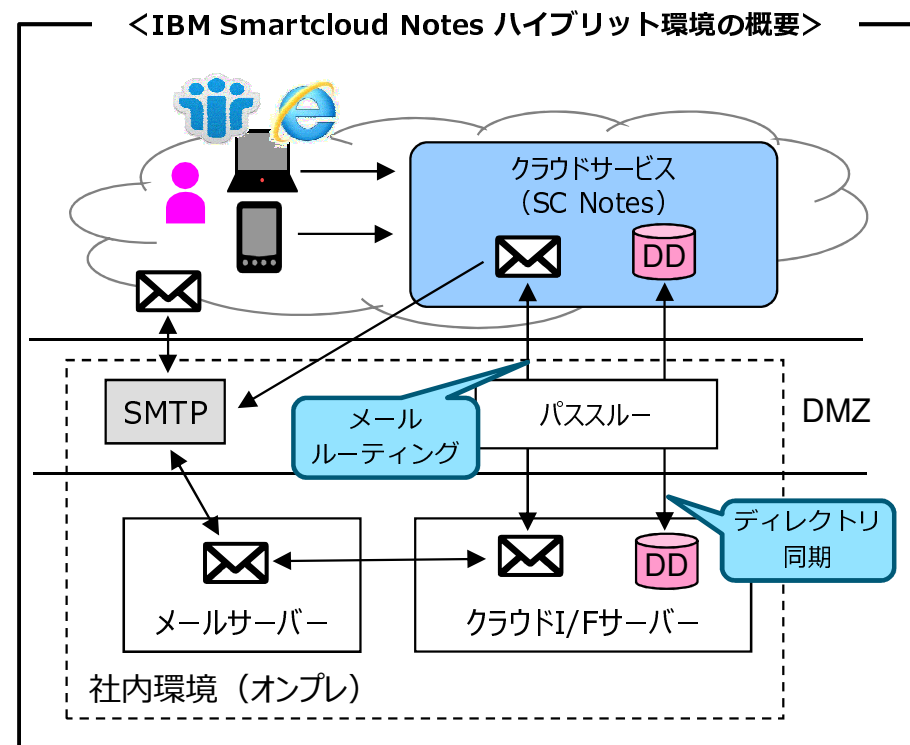 <IBM Smartcloud Notes ハイブリット環境の概要>
クラウドサービス
（SC Notes）
DD
SMTP
メール
ルーティング
パススルー
DMZ
ディレクトリ
同期
DD
メールサーバー
クラウドI/Fサーバー
社内環境（オンプレ）